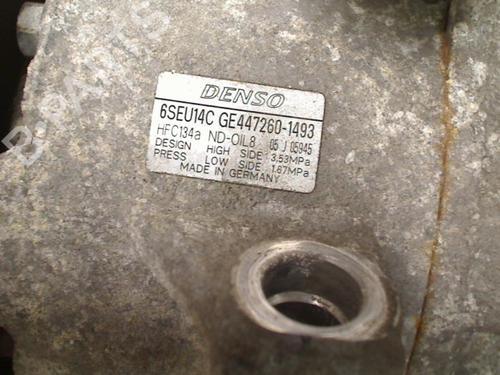 DENSO
6SEU14C GE447260-1493
HFC134a ND-OIL8 05 J 05945
DESIGN HIGH SIDE:3.53MPa
PRESS LOW SIDE:1.67MPa
MADE IN GERMANY